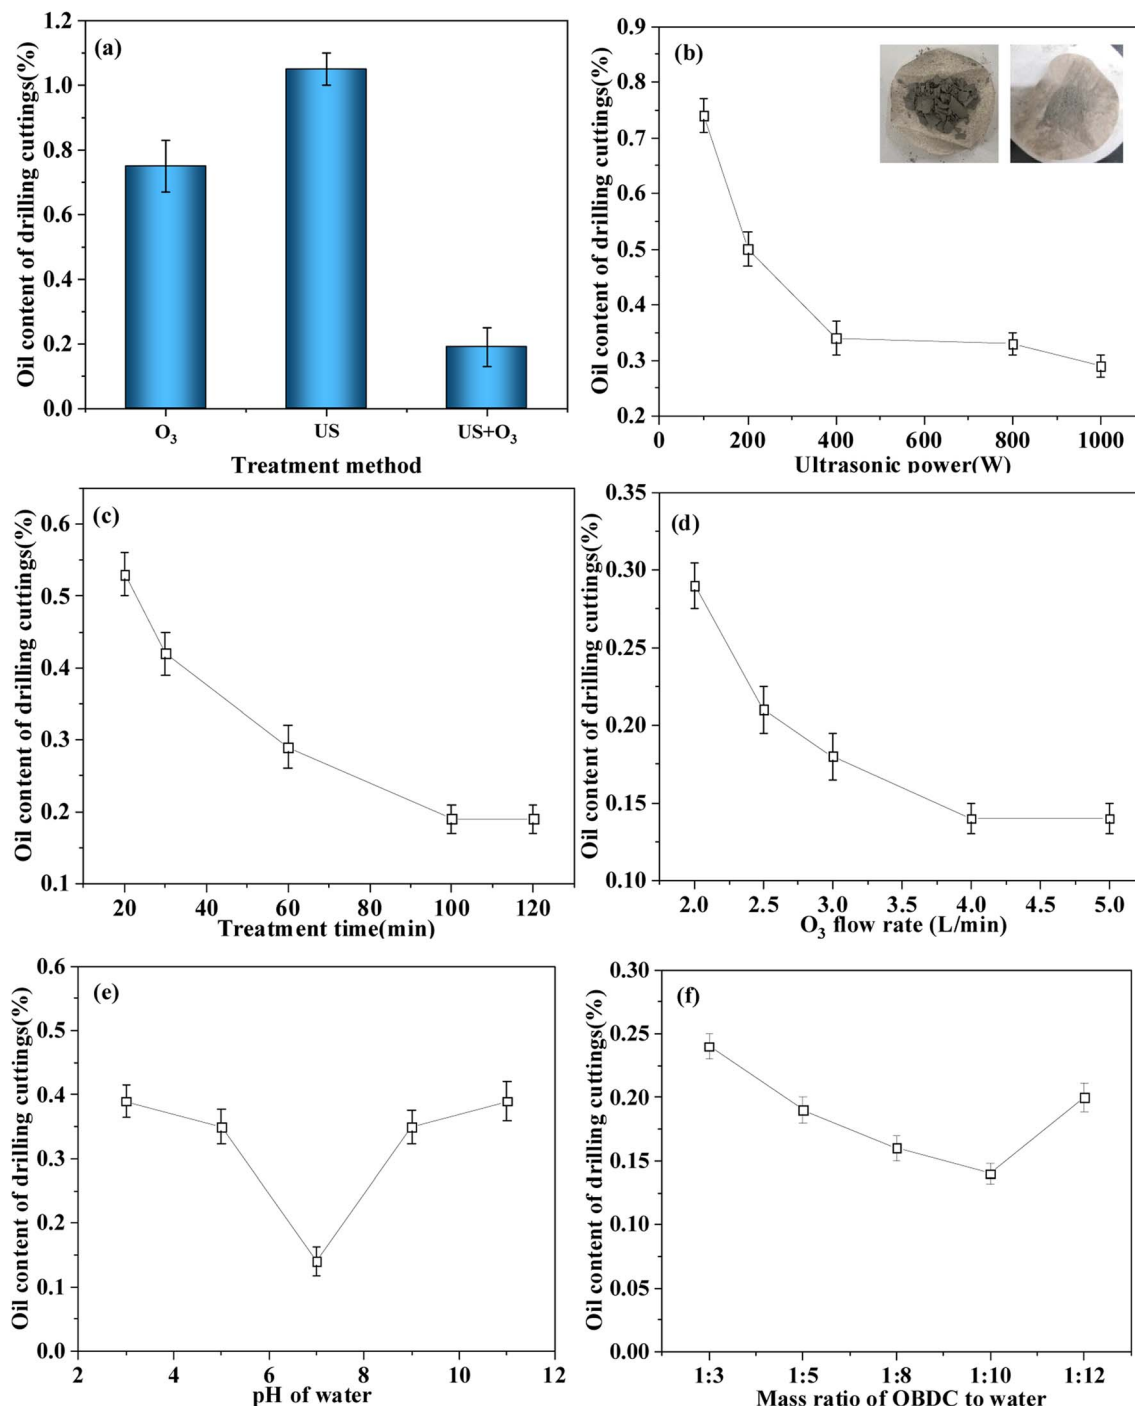 (a)
Oil content of drilling cuttings(%)
1.2
1.0
0.8
0.6
0.4
0.2
0.0
O₃ US US+O₃
Treatment method
(b)
Oil content of drilling cuttings(%)
0.9
0.8
0.7
0.6
0.5
0.4
0.3
0.2
0 200 400 600 800 1000
Ultrasonic power(W)
(c)
Oil content of drilling cuttings(%)
0.6
0.5
0.4
0.3
0.2
0.1
20 40 60 80 100 120
Treatment time(min)
(d)
Oil content of drilling cuttings(%)
0.35
0.30
0.25
0.20
0.15
0.10
2.0 2.5 3.0 3.5 4.0 4.5 5.0
O₃ flow rate (L/min)
(e)
Oil content of drilling cuttings(%)
0.6
0.5
0.4
0.3
0.2
0.1
0.0
2 4 6 8 10 12
pH of water
(f)
Oil content of drilling cuttings(%)
0.30
0.25
0.20
0.15
0.10
0.05
0.00
1:3 1:5 1:8 1:10 1:12
Mass ratio of OBDC to water